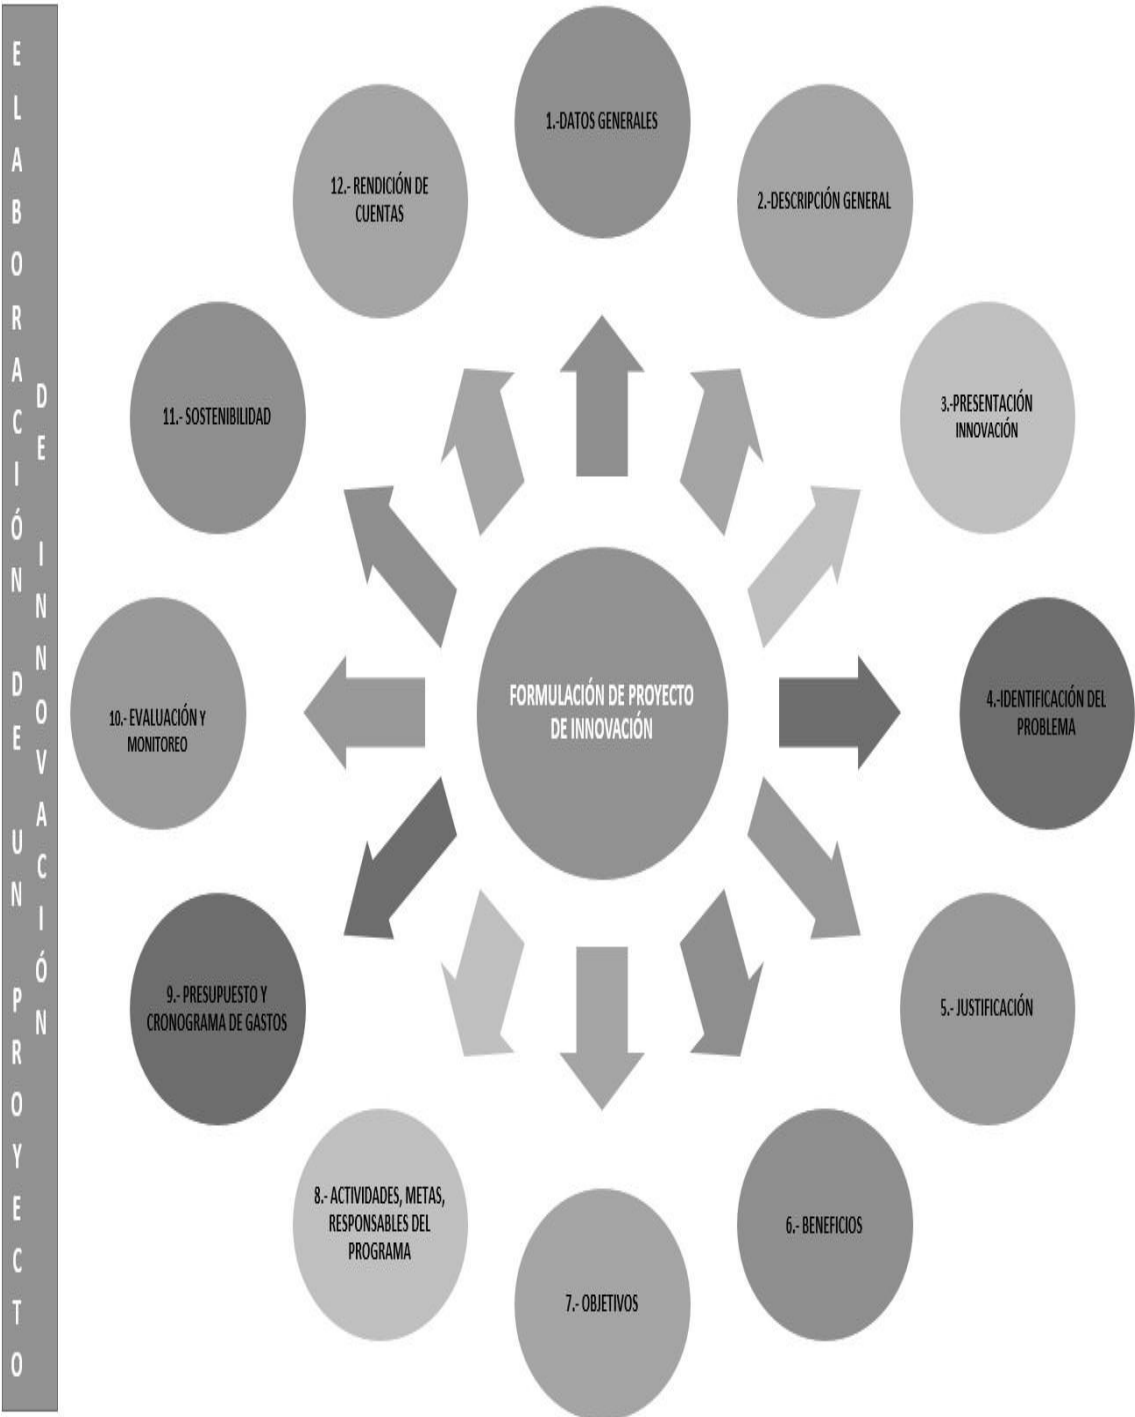 ELABORACIÓN DE UN PROYECTO
DE INNOVACIÓN
1.-DATOS GENERALES
2.-DESCRIPCIÓN GENERAL
3.-PRESENTACIÓN
INNOVACIÓN
4.-IDENTIFICACIÓN DEL
PROBLEMA
5.- JUSTIFICACIÓN
6.- BENEFICIOS
7.- OBJETIVOS
8.- ACTIVIDADES, METAS,
RESPONSABLES DEL
PROGRAMA
9.- PRESUPUESTO Y
CRONOGRAMA DE GASTOS
10.- EVALUACIÓN Y
MONITOREO
11.- SOSTENIBILIDAD
12.- RENDICIÓN DE
CUENTAS
FORMULACIÓN DE PROYECTO
DE INNOVACIÓN